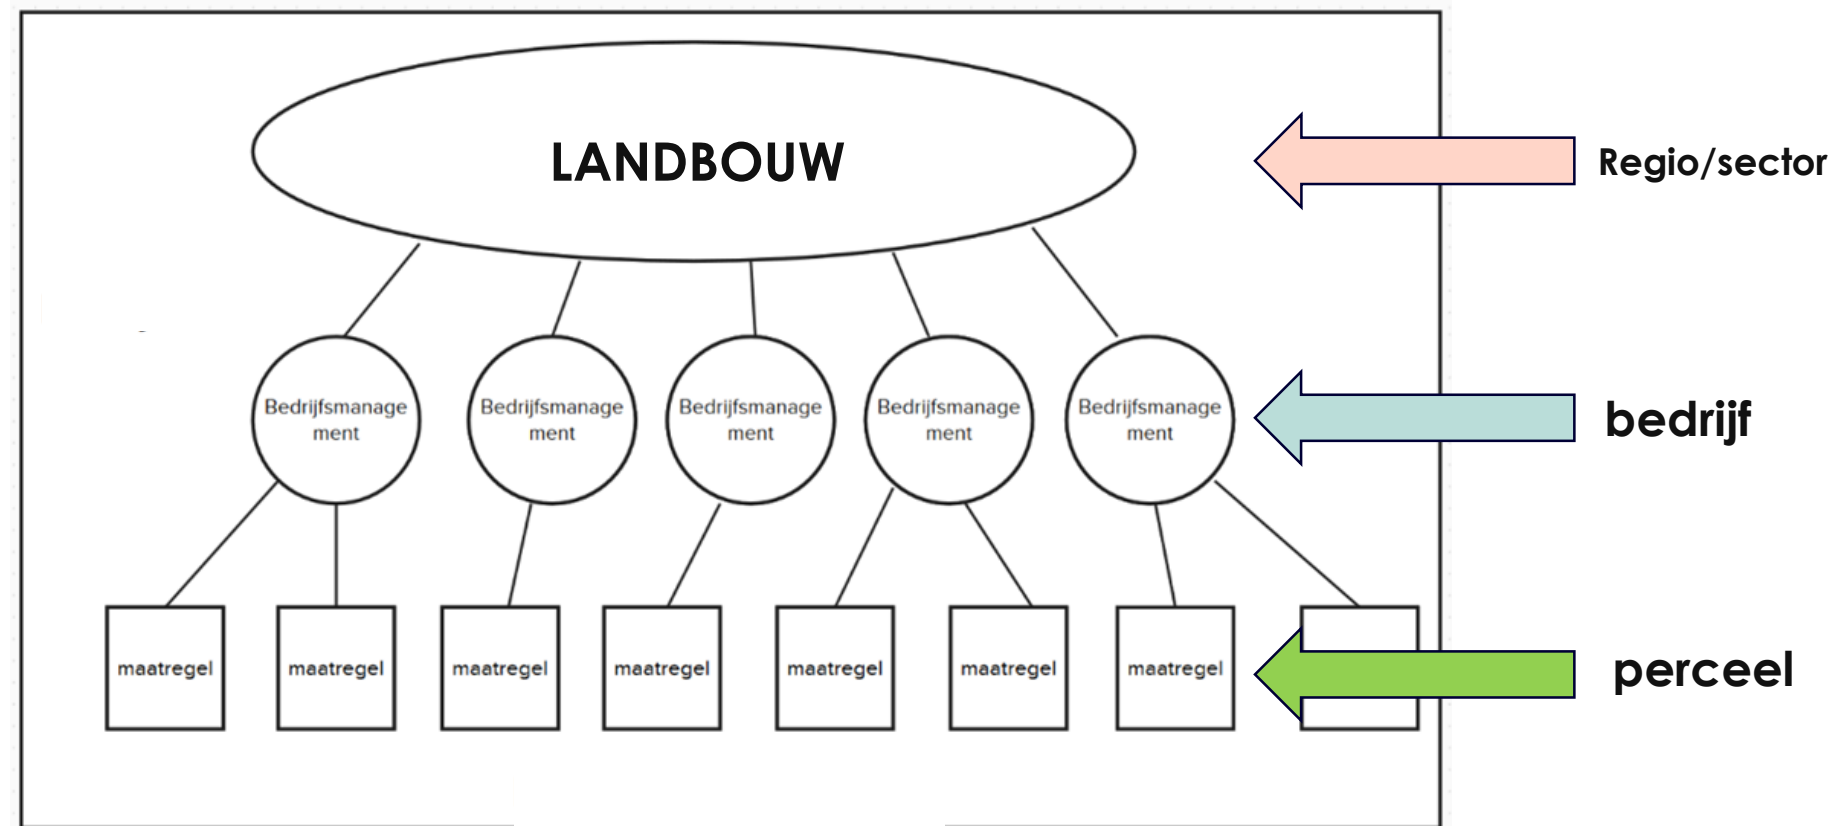 LANDBOUW
Regio/sector
Bedrijfsmanage
ment
Bedrijfsmanage
ment
Bedrijfsmanage
ment
Bedrijfsmanage
ment
Bedrijfsmanage
ment
bedrijf
maatregel
maatregel
maatregel
maatregel
maatregel
maatregel
maatregel
perceel